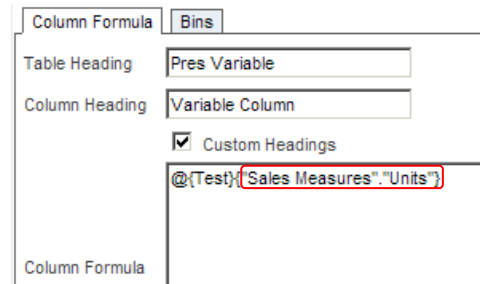 Column Formula Bins
Table Heading Pres Variable
Column Heading Variable Column
Custom Headings
@{Test}{"Sales Measures"."Units"}
Column Formula